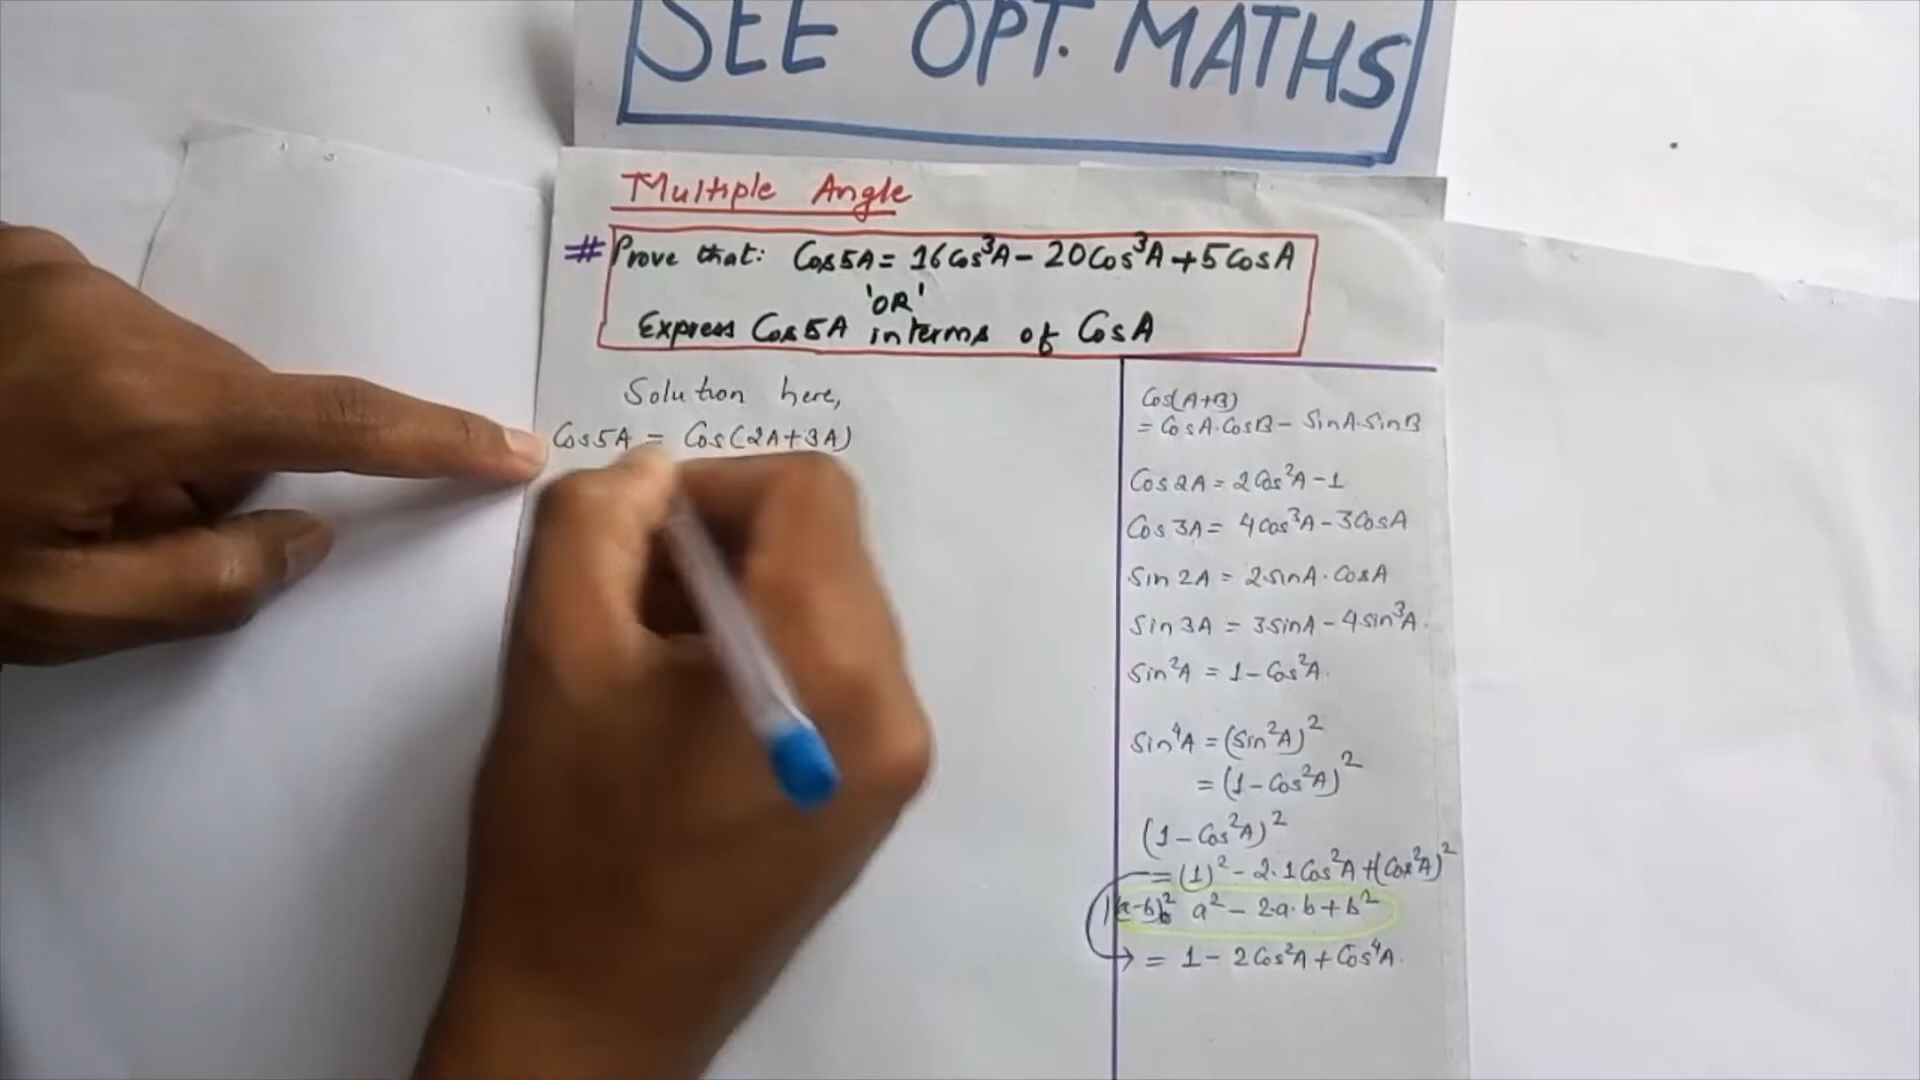 SEE OPT. MATHS
Multiple Angle
# Prove that: Cos5A = 16Cos³A - 20Cos³A + 5CosA
'OR'
Express Cos5A interms of CosA
Solution here,
Cos5A = Cos(2A+3A)
Cos(A+B)
= CosA·CosB - SinA·SinB
Cos2A = 2Cos²A - 1
Cos3A = 4Cos³A - 3CosA
Sin2A = 2SinA·CosA
Sin3A = 3SinA - 4Sin³A.
Sin²A = 1 - Cos²A.
Sin⁴A = (Sin²A)²
= (1 - Cos²A)²
(1 - Cos²A)²
= (1)² - 2·1Cos²A + (Cos²A)²
(a-b)² a² - 2·a·b + b²
= 1 - 2Cos²A + Cos⁴A.